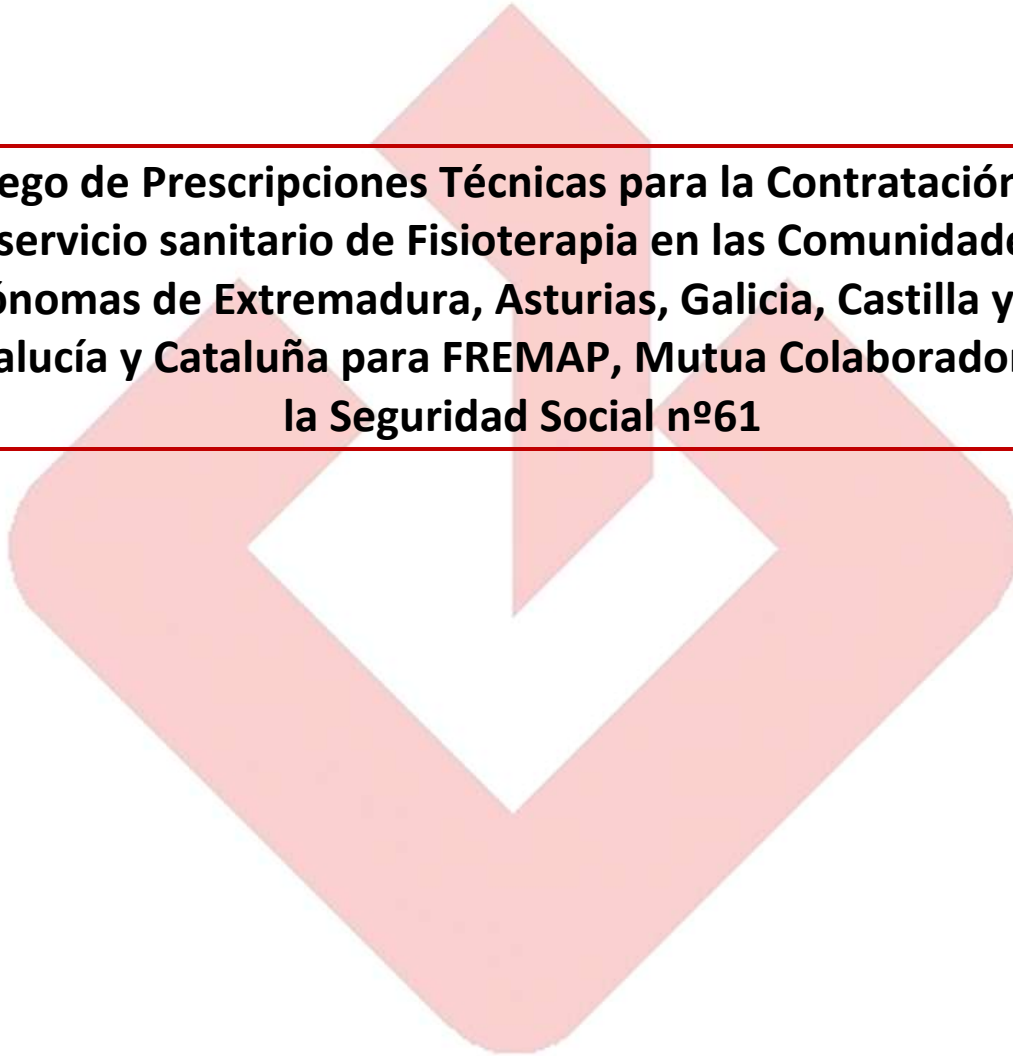 ego de Prescripciones Técnicas para la Contratación
servicio sanitario de Fisioterapia en las Comunidade
ónomas de Extremadura, Asturias, Galicia, Castilla y
alucía y Cataluña para FREMAP, Mutua Colaborador
la Seguridad Social nº61